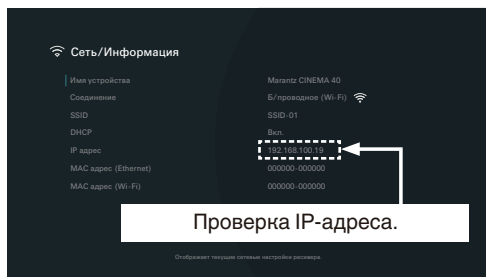 Сеть/Информация
Имя устройства Marantz CINEMA 40
Соединение Б/проводное (Wi-Fi)
SSID SSID-01
DHCP Вкл.
IP адрес 192.168.100.19
MAC адрес (Ethernet) 000000-000000
MAC адрес (Wi-Fi) 000000-000000
Проверка IP-адреса.
Отображает текущие сетевые настройки ресивера.